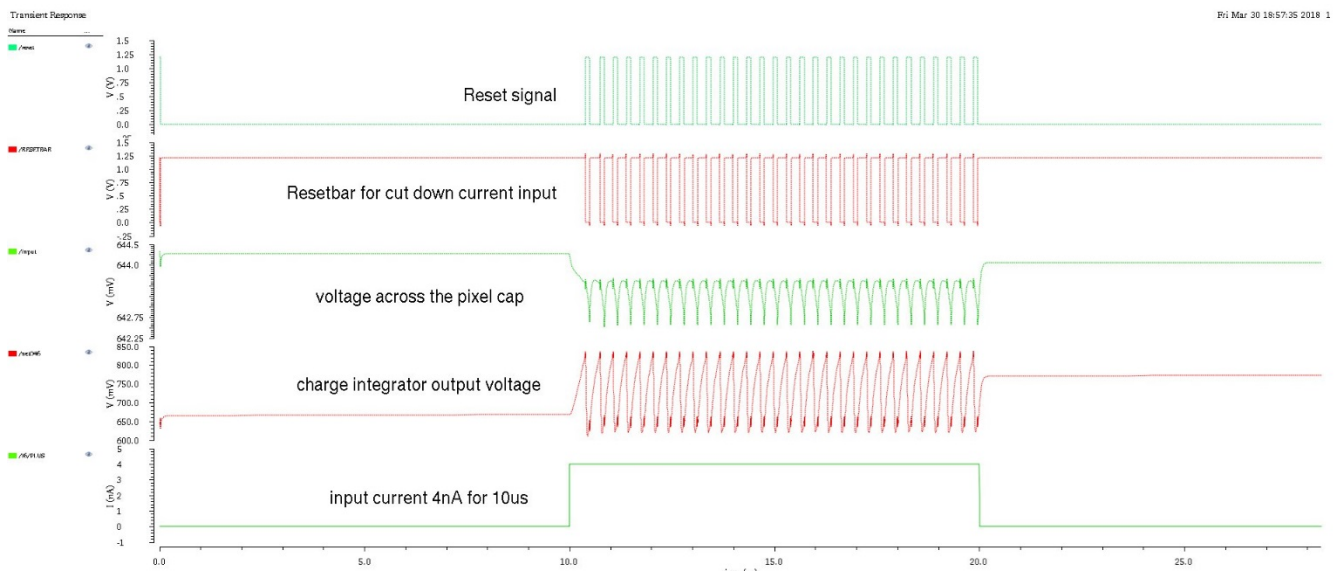 Transient Response
Fri Mar 30 18:57:35 2018 1
Name
...
1.5
1.25
1.0
.75
.5
.25
0.0
V (V)
Reset signal
/RESETBAR
1.5
1.25
1.0
.75
.5
.25
0.0
-.25
V (V)
Resetbar for cut down current input
/input
644.5
644.0
642.75
642.25
V (mV)
voltage across the pixel cap
850.0
800.0
750.0
700.0
650.0
600.0
V (mV)
charge integrator output voltage
/I6/PLUS
5
4
3
2
1
0
-1
I (nA)
input current 4nA for 10us
0.0
5.0
10.0
15.0
20.0
25.0